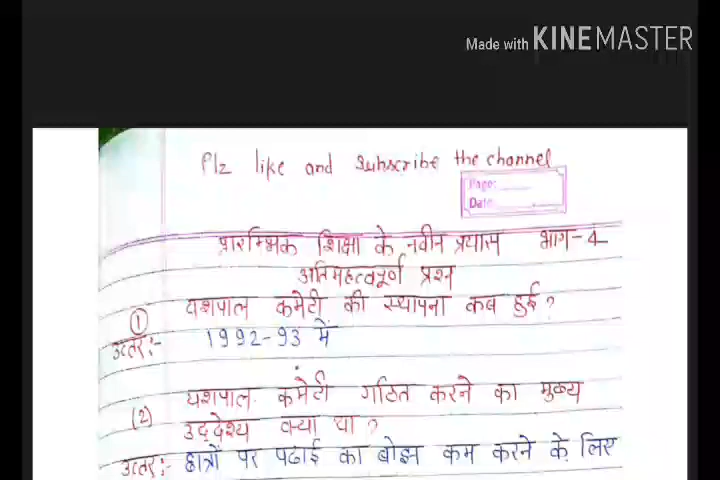 Made with KINEMASTER
Plz like and Subscribe the channel
Page:
Date:
प्रारम्भिक शिक्षा के नवीन प्रयास भाग-4
अतिमहत्वपूर्ण प्रश्न
① यशपाल कमेटी की स्थापना कब हुई ?
उत्तर:- 1992-93 में
(2) यशपाल कमेटी गठित करने का मुख्य
उद्देश्य क्या था ?
उत्तर:- छात्रों पर पढाई का बोझ कम करने के लिए